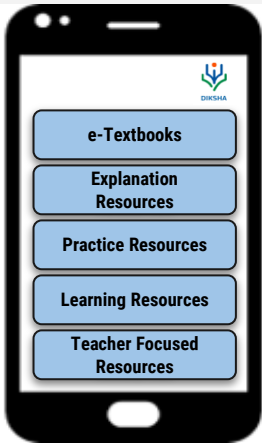 DIKSHA
e-Textbooks
Explanation
Resources
Practice Resources
Learning Resources
Teacher Focused
Resources